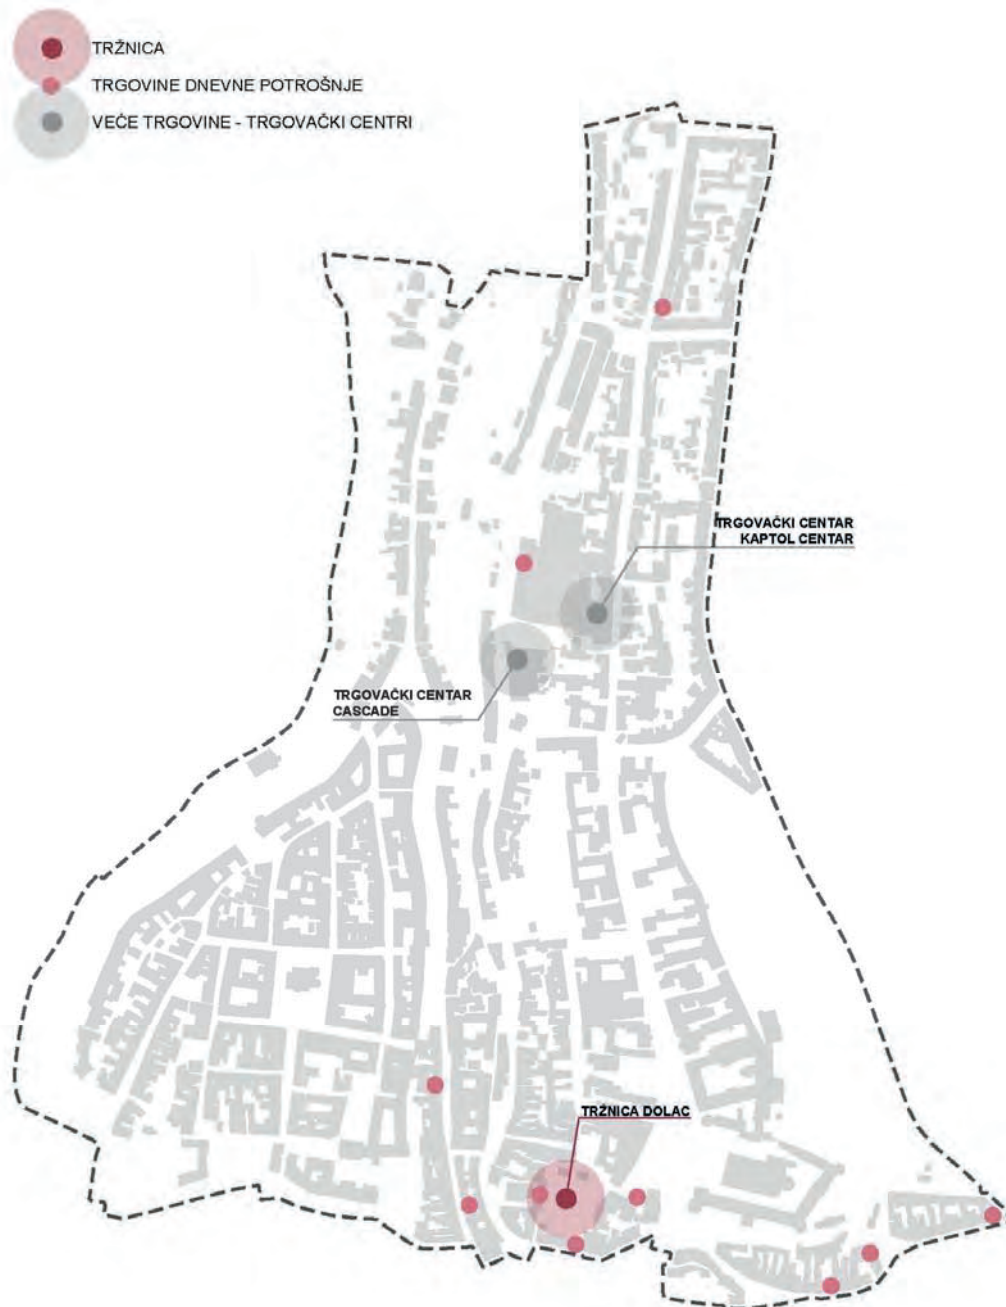 TRŽNICA
TRGOVINE DNEVNE POTROŠNJE
VEĆE TRGOVINE - TRGOVAČKI CENTRI
TRGOVAČKI CENTAR
KAPTOL CENTAR
TRGOVAČKI CENTAR
CASCADE
TRŽNICA DOLAC